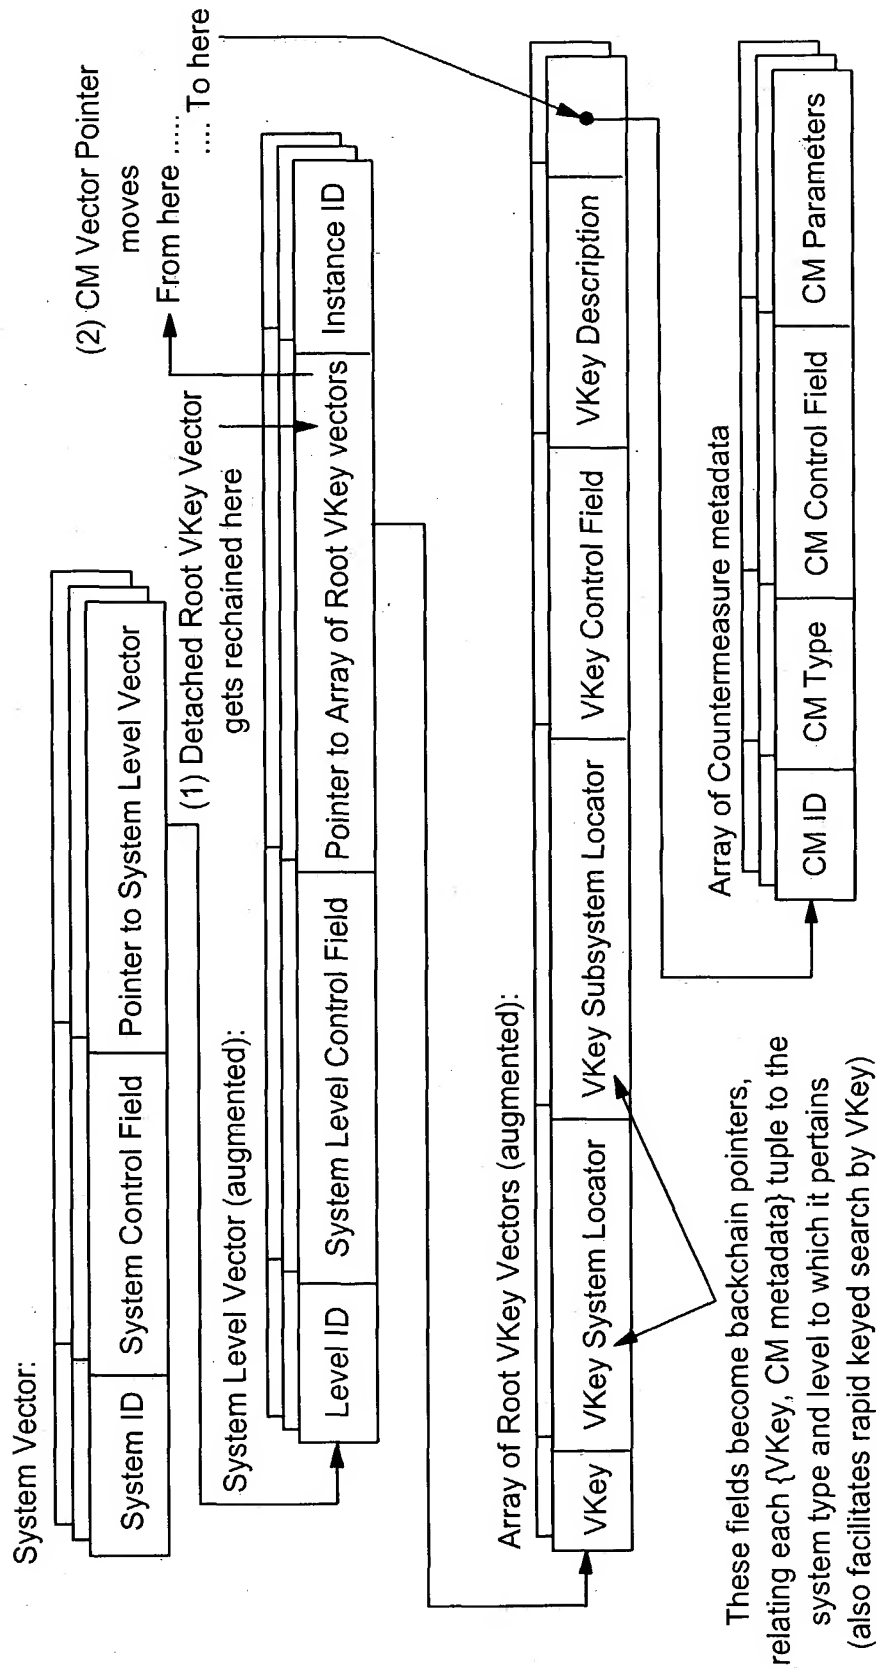 System Vector:
System ID
System Control Field
Pointer to System Level Vector
(1) Detached Root VKey Vector
gets rechained here
(2) CM Vector Pointer
moves
From here .....
.... To here
System Level Vector (augmented):
Level ID
System Level Control Field
Pointer to Array of Root VKey vectors
Instance ID
Array of Root VKey Vectors (augmented):
VKey
VKey System Locator
VKey Subsystem Locator
VKey Control Field
VKey Description
Array of Countermeasure metadata
CM ID
CM Type
CM Control Field
CM Parameters
These fields become backchain pointers,
relating each {VKey, CM metadata} tuple to the
system type and level to which it pertains
(also facilitates rapid keyed search by VKey)